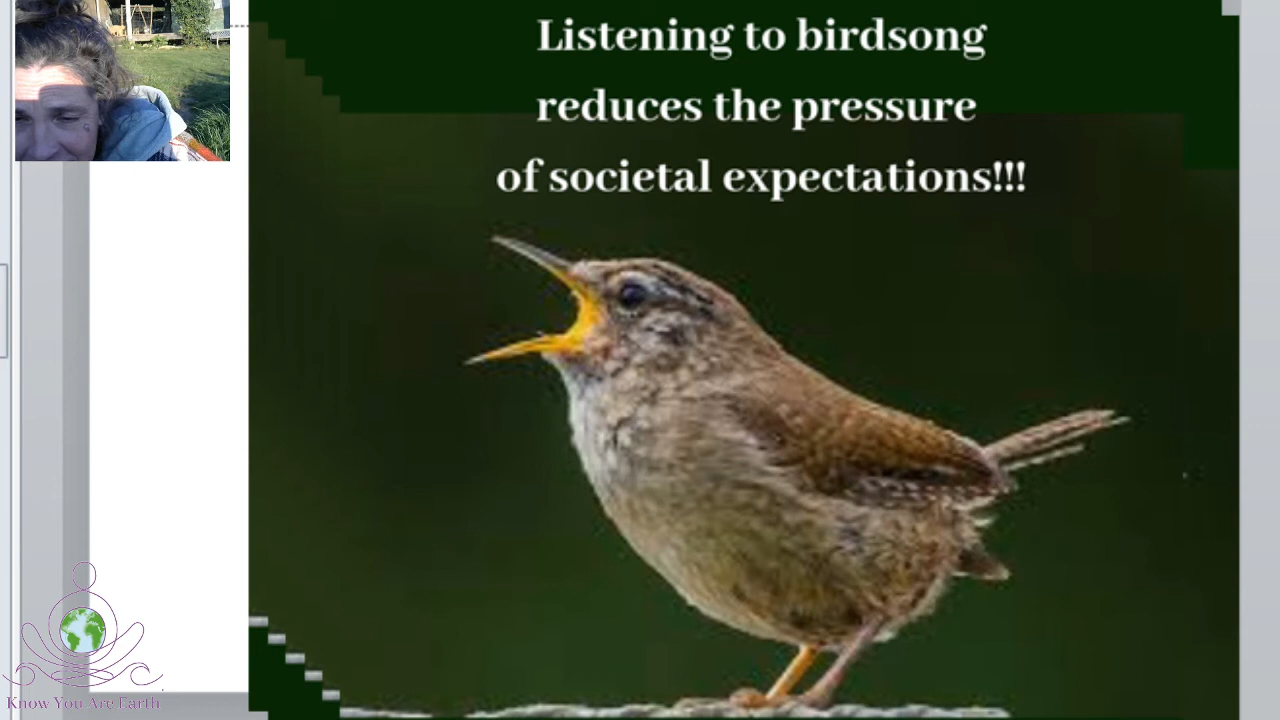 Listening to birdsong
reduces the pressure
of societal expectations!!!
Know You Are Earth